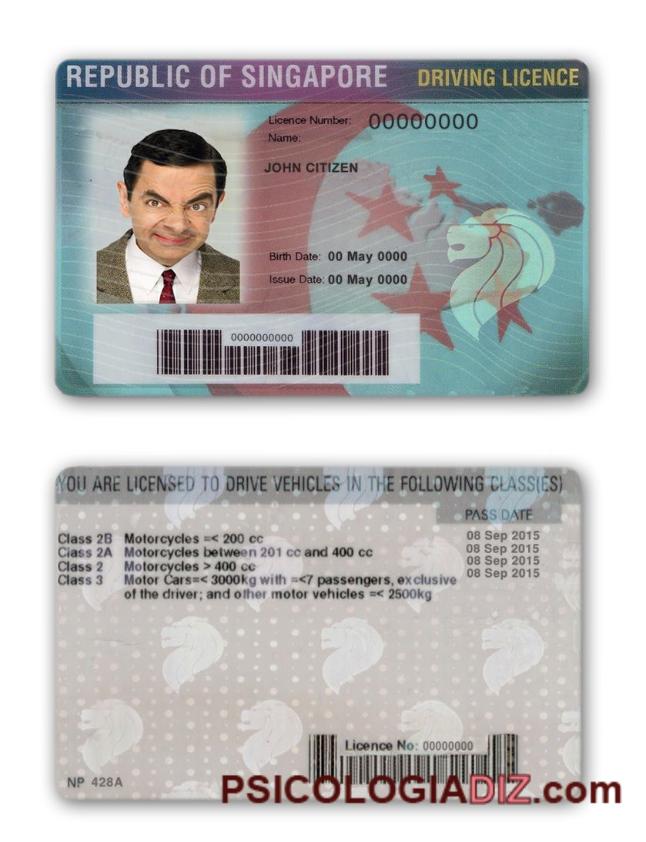 REPUBLIC OF SINGAPORE DRIVING LICENCE
Licence Number: 00000000
Name:
JOHN CITIZEN
Birth Date: 00 May 0000
Issue Date: 00 May 0000
0000000000
YOU ARE LICENSED TO DRIVE VEHICLES IN THE FOLLOWING CLASS(ES)
PASS DATE
Class 2B Motorcycles =< 200 cc 08 Sep 2015
Class 2A Motorcycles between 201 cc and 400 cc 08 Sep 2015
Class 2 Motorcycles > 400 cc 08 Sep 2015
Class 3 Motor Cars=< 3000kg with =<7 passengers, exclusive 08 Sep 2015
of the driver; and other motor vehicles =< 2500kg
Licence No: 00000000
NP 428A
PSICOLOGIADIZ.com